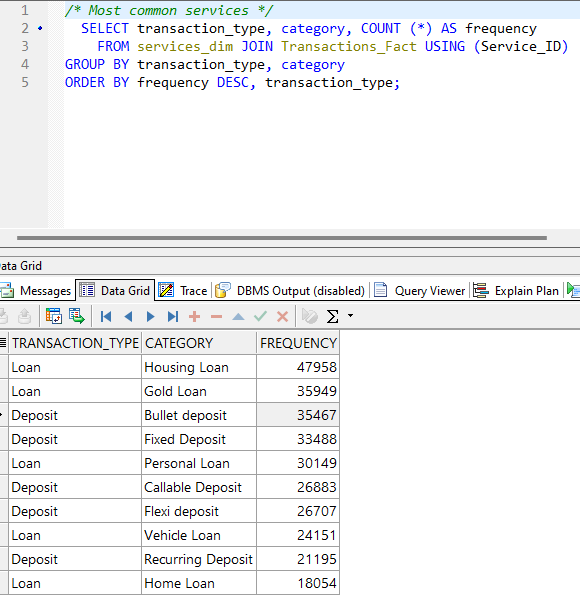 1 /* Most common services */
2 SELECT transaction_type, category, COUNT (*) AS frequency
3 FROM services_dim JOIN Transactions_Fact USING (Service_ID)
4 GROUP BY transaction_type, category
5 ORDER BY frequency DESC, transaction_type;
ata Grid
Messages Data Grid Trace DBMS Output (disabled) Query Viewer Explain Plan
TRANSACTION_TYPE CATEGORY FREQUENCY
Loan Housing Loan 47958
Loan Gold Loan 35949
Deposit Bullet deposit 35467
Deposit Fixed Deposit 33488
Loan Personal Loan 30149
Deposit Callable Deposit 26883
Deposit Flexi deposit 26707
Loan Vehicle Loan 24151
Deposit Recurring Deposit 21195
Loan Home Loan 18054